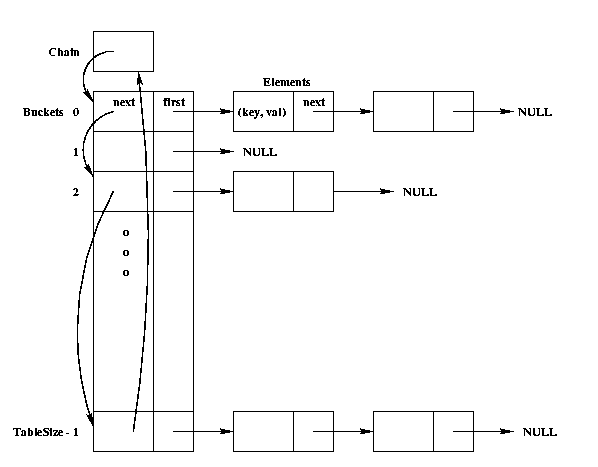 Chain
Elements
next first
Buckets 0 (key, val) next NULL
1 NULL
2 NULL
o
o
o
TableSize - 1 NULL